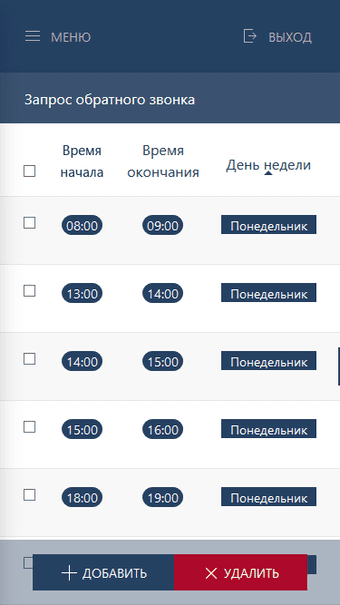 МЕНЮ ВЫХОД
Запрос обратного звонка
Время начала Время окончания День недели
08:00 09:00 Понедельник
13:00 14:00 Понедельник
14:00 15:00 Понедельник
15:00 16:00 Понедельник
18:00 19:00 Понедельник
ДОБАВИТЬ УДАЛИТЬ